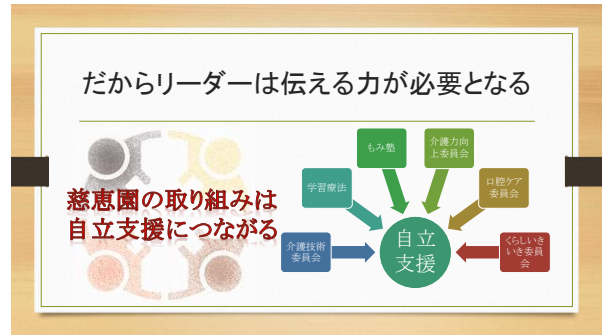 だからリーダーは伝える力が必要となる
慈恵園の取り組みは
自立支援につながる
介護技術
委員会
学習療法
もみ塾
介護力向
上委員会
口腔ケア
委員会
くらしいき
いき委員
会
自立
支援